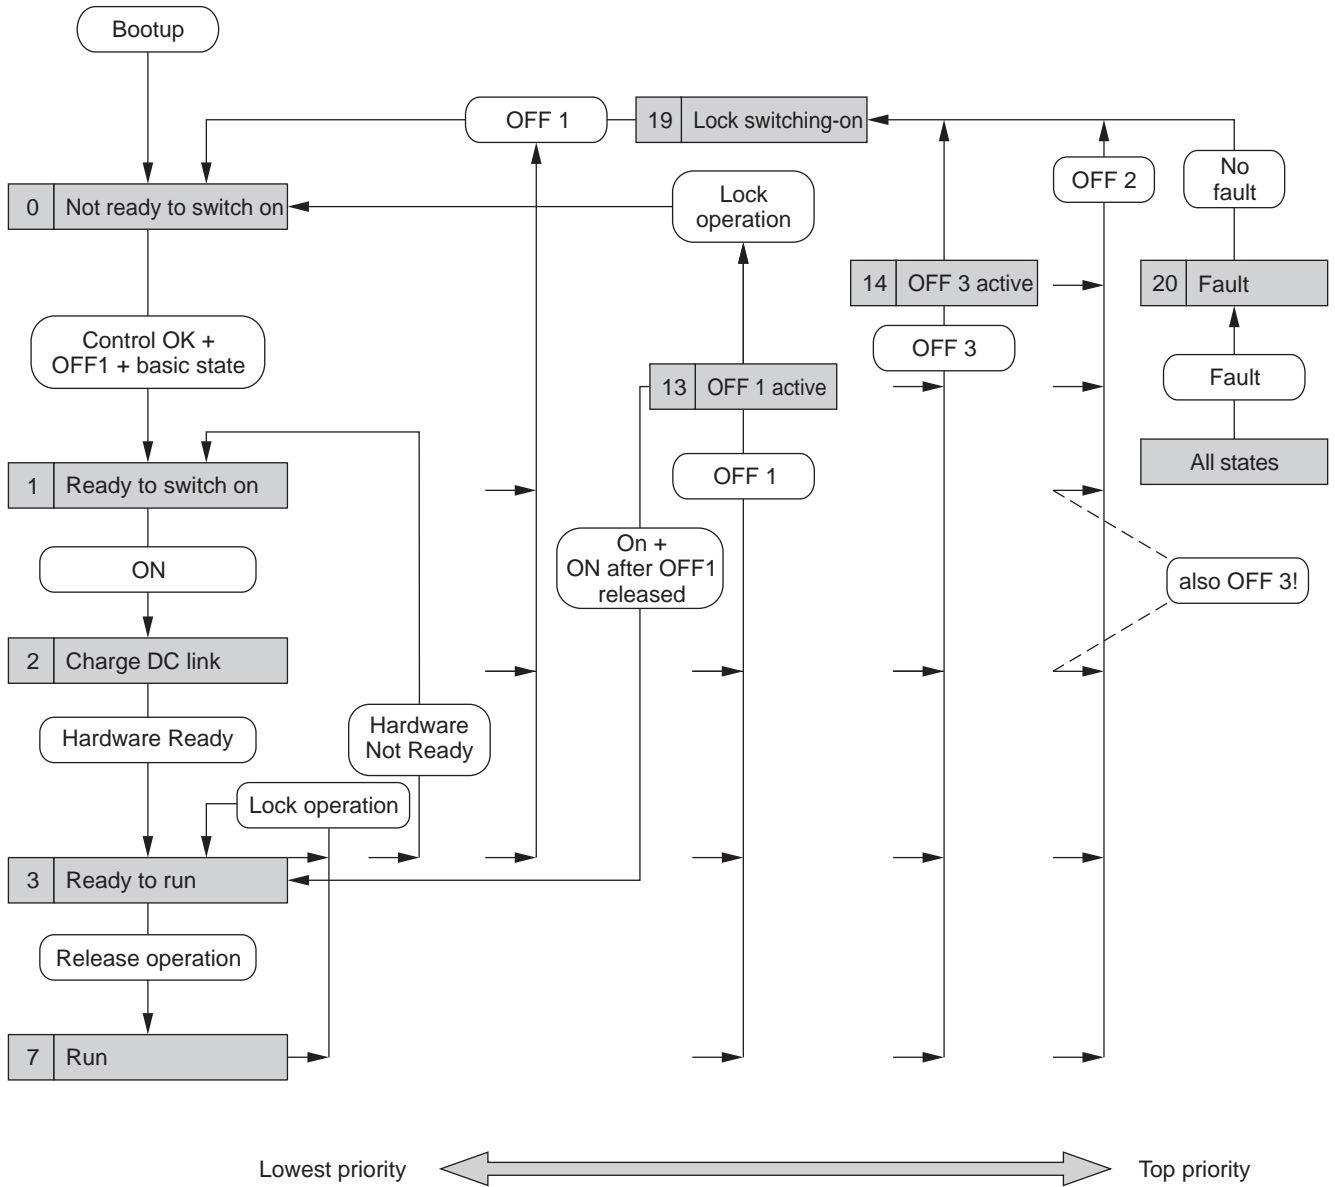 Bootup
OFF 1
19 Lock switching-on
OFF 2
No
fault
0 Not ready to switch on
Lock
operation
14 OFF 3 active
20 Fault
Control OK +
OFF1 + basic state
OFF 3
13 OFF 1 active
Fault
1 Ready to switch on
OFF 1
All states
ON
On +
ON after OFF1
released
also OFF 3!
2 Charge DC link
Hardware Ready
Hardware
Not Ready
Lock operation
3 Ready to run
Release operation
7 Run
Lowest priority
Top priority